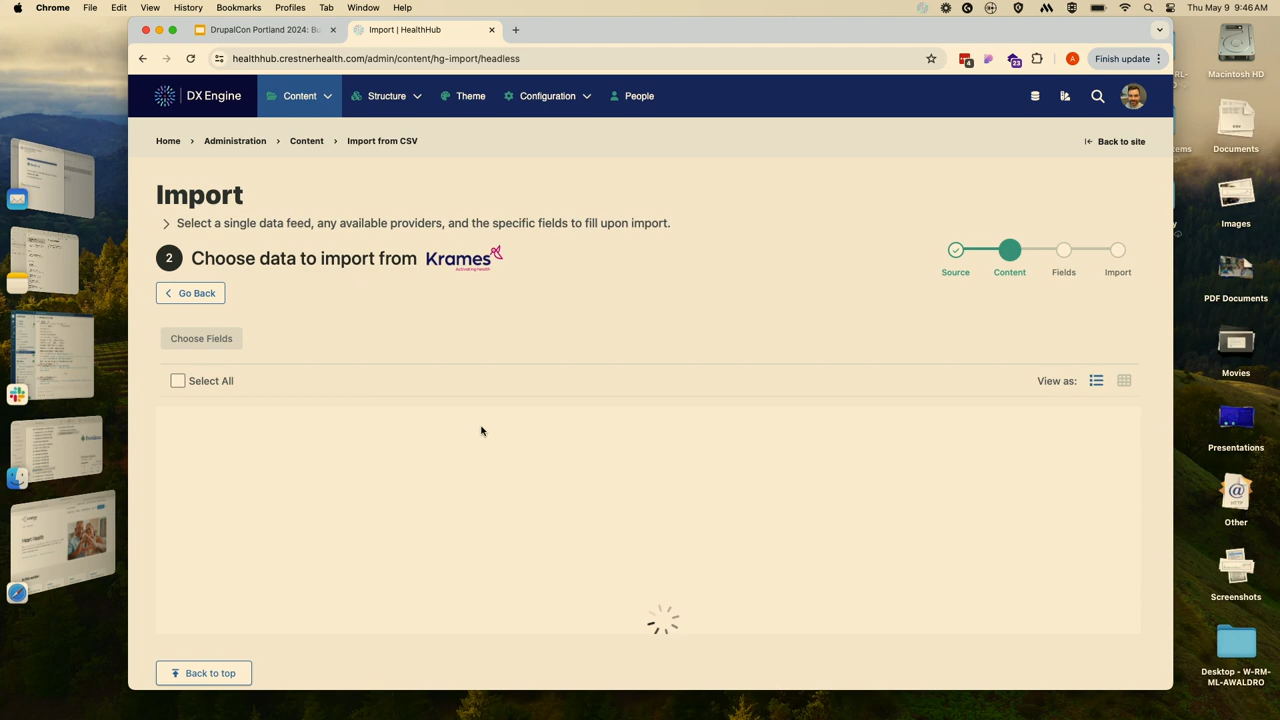 Chrome File Edit View History Bookmarks Profiles Tab Window Help
Thu May 9 9:46 AM
DrupalCon Portland 2024: Bu
Import | HealthHub
healthhub.crestnerhealth.com/admin/content/hg-import/headless
4
23
A
Finish update
DX Engine
Content
Structure
Theme
Configuration
People
Home
Administration
Content
Import from CSV
Back to site
Import
Select a single data feed, any available providers, and the specific fields to fill upon import.
2
Choose data to import from
Krames
Activating health
Source
Content
Fields
Import
Go Back
Choose Fields
Select All
View as:
Back to top
Macintosh HD
Documents
Images
PDF Documents
Movies
Presentations
Other
Screenshots
Desktop - W-RM-
ML-AWALDRO